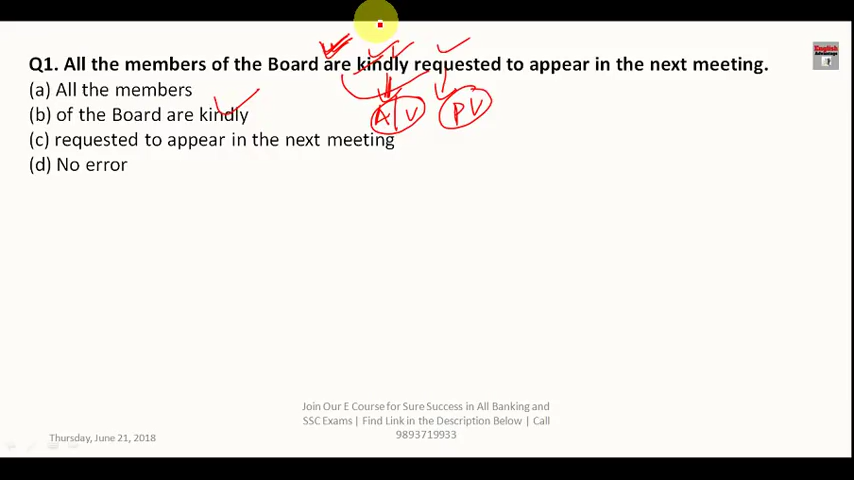 Q1. All the members of the Board are kindly requested to appear in the next meeting.
(a) All the members
(b) of the Board are kindly
A/V
PV
(c) requested to appear in the next meeting
(d) No error
English
Advantage
Join Our E Course for Sure Success in All Banking and
SSC Exams | Find Link in the Description Below | Call
9893719933
Thursday, June 21, 2018